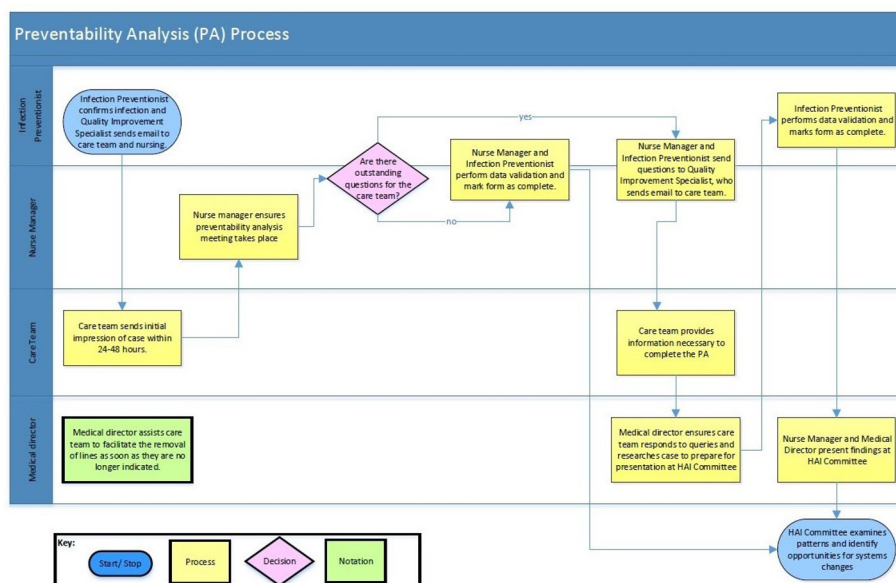 Preventability Analysis (PA) Process
Infection
Preventionist
Infection Preventionist
confirms infection and
Quality Improvement
Specialist sends email to
care team and nursing.
yes
Infection Preventionist
performs data validation and
marks form as complete.
Nurse Manager
Nurse manager ensures
preventability analysis
meeting takes place
Are there
outstanding
questions for the
care team?
no
Nurse Manager and
Infection Preventionist
perform data validation and
mark form as complete.
Nurse Manager and
Infection Preventionist send
questions to Quality
Improvement Specialist, who
sends email to care team.
Care Team
Care team sends initial
impression of case within
24-48 hours.
Care team provides
information necessary to
complete the PA
Medical director
Medical director assists care
team to facilitate the removal
of lines as soon as they are no
longer indicated.
Medical director ensures care
team responds to queries and
researches case to prepare for
presentation at HAI Committee
Nurse Manager and Medical
Director present findings at
HAI Committee
HAI Committee examines
patterns and identify
opportunities for systems
changes
Key:
Start/ Stop
Process
Decision
Notation